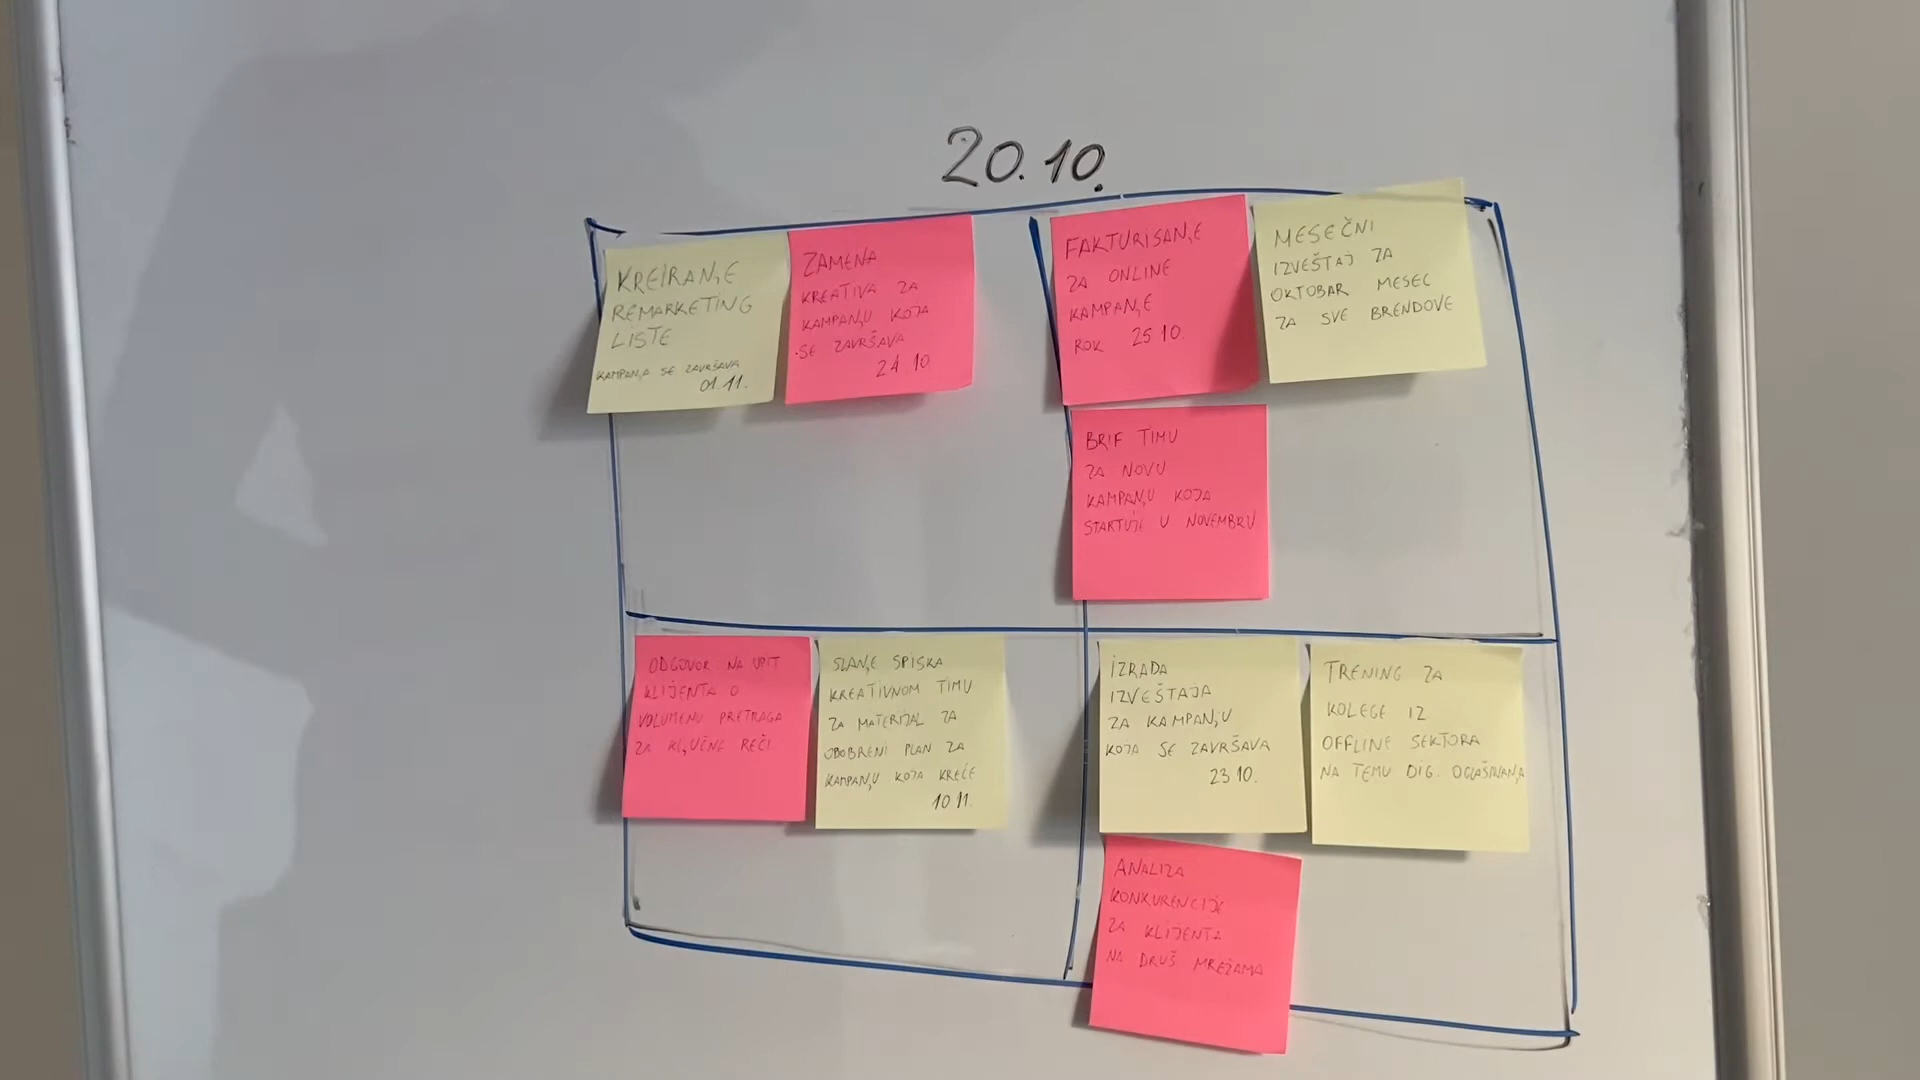 20.10.
KREIRANJE
REMARKETING
LISTE
KAMPANJA SE ZAVRŠAVA
01.11.
ZAMENA
KREATIVA ZA
KAMPANJU KOJA
SE ZAVRŠAVA
24 10
FAKTURISANJE
ZA ONLINE
KAMPANJE
ROK 25 10.
MESEČNI
IZVEŠTAJ ZA
OKTOBAR MESEC
ZA SVE BRENDOVE
BRIF TIMU
ZA NOVU
KAMPANJU KOJA
STARTUJE U NOVEMBRU
ODGOVOR NA UPIT
KLIJENTA O
VOLUMENU PRETRAGA
ZA KLJUČNE REČI
SLANJE SPISKA
KREATIVNOM TIMU
ZA MATERIJAL ZA
ODOBRENI PLAN ZA
KAMPANJU KOJA KREĆE
10 11.
IZRADA
IZVEŠTAJA
ZA KAMPANJU
KOJA SE ZAVRŠAVA
23 10.
TRENING ZA
KOLEGE IZ
OFFLINE SEKTORA
NA TEMU DIG. OGLAŠAVANJA
ANALIZA
KONKURENCIJE
ZA KLIJENTA
NA DRUŠ MREŽAMA